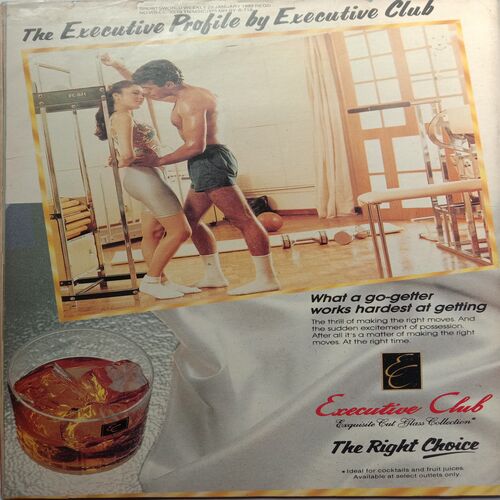 SPORTSWORLD WEEKLY
JANUARY
The Executive Profile by Executive Club
What a go-getter
works hardest at getting
The thrill of making the right moves. And
the sudden excitement of possession.
After all it's a matter of making the right
moves. At the right time.
E
Executive Club
Exquisite Cut Glass Collection*
The Right Choice
• Ideal for cocktails and fruit juices.
Available at select outlets only.